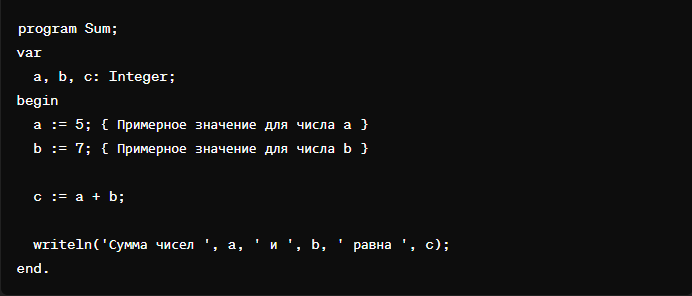 program Sum;
var
  a, b, c: Integer;
begin
  a := 5; { Примерное значение для числа a }
  b := 7; { Примерное значение для числа b }

  c := a + b;

  writeln('Сумма чисел ', a, ' и ', b, ' равна ', c);
end.